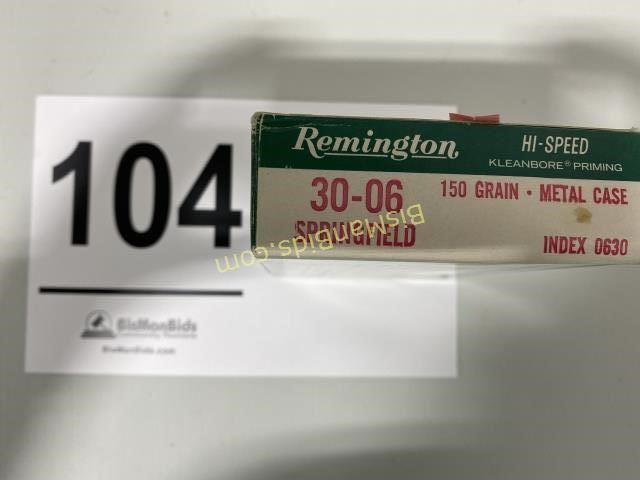 104
BisManBids
BisManBids.com
Remington
HI-SPEED
KLEANBORE® PRIMING
30-06
SPRINGFIELD
150 GRAIN · METAL CASE
INDEX 0630
BisManBids.com